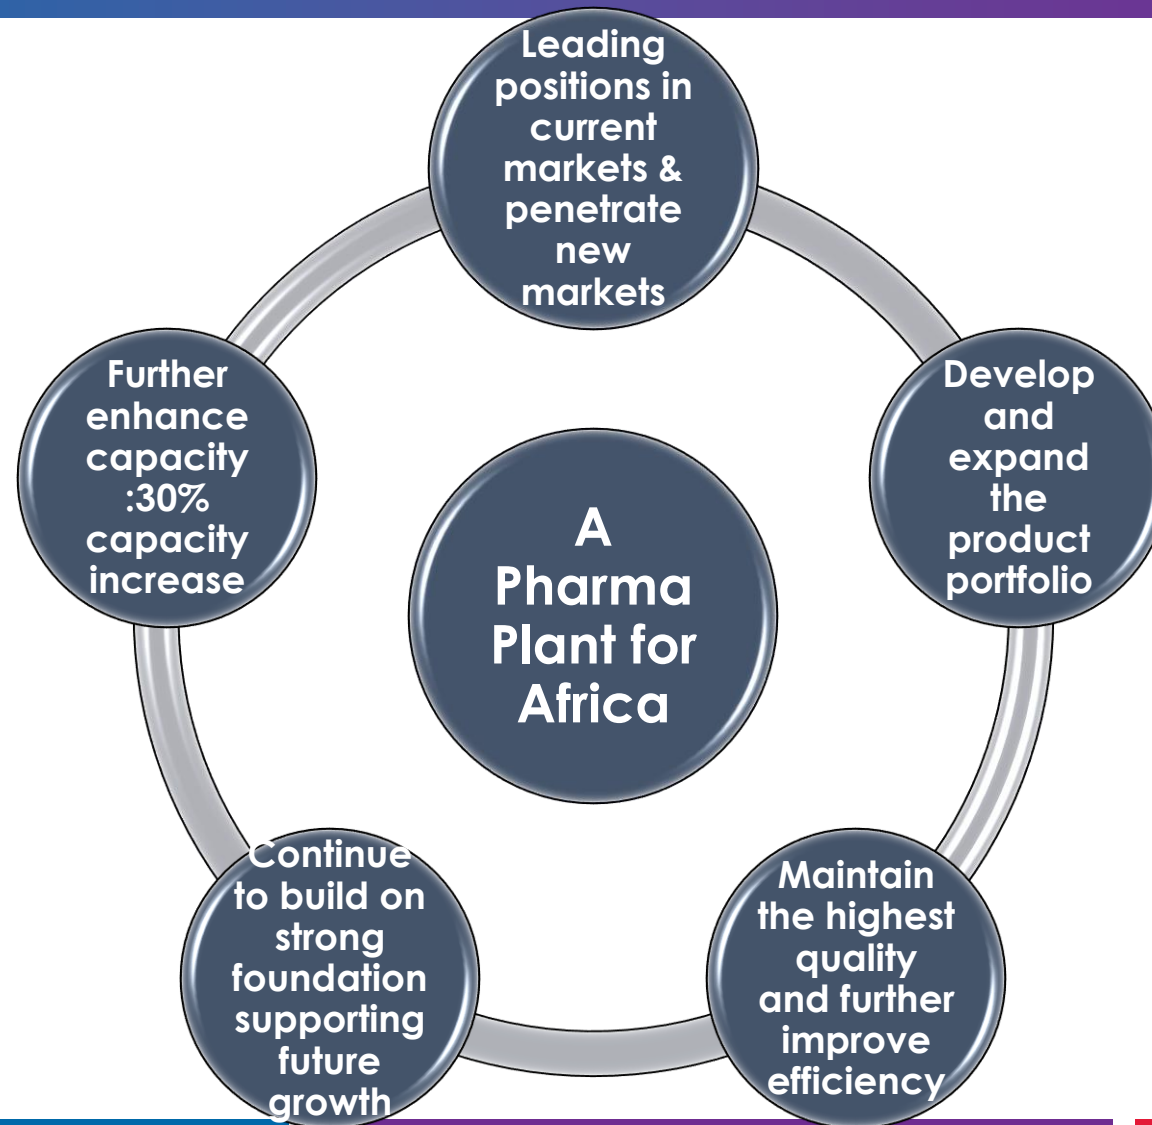 Leading
positions in
current
markets &
penetrate
new
markets
Develop
and
expand
the
product
portfolio
Maintain
the highest
quality
and further
improve
efficiency
Continue
to build on
strong
foundation
supporting
future
growth
Further
enhance
capacity
:30%
capacity
increase
A
Pharma
Plant for
Africa